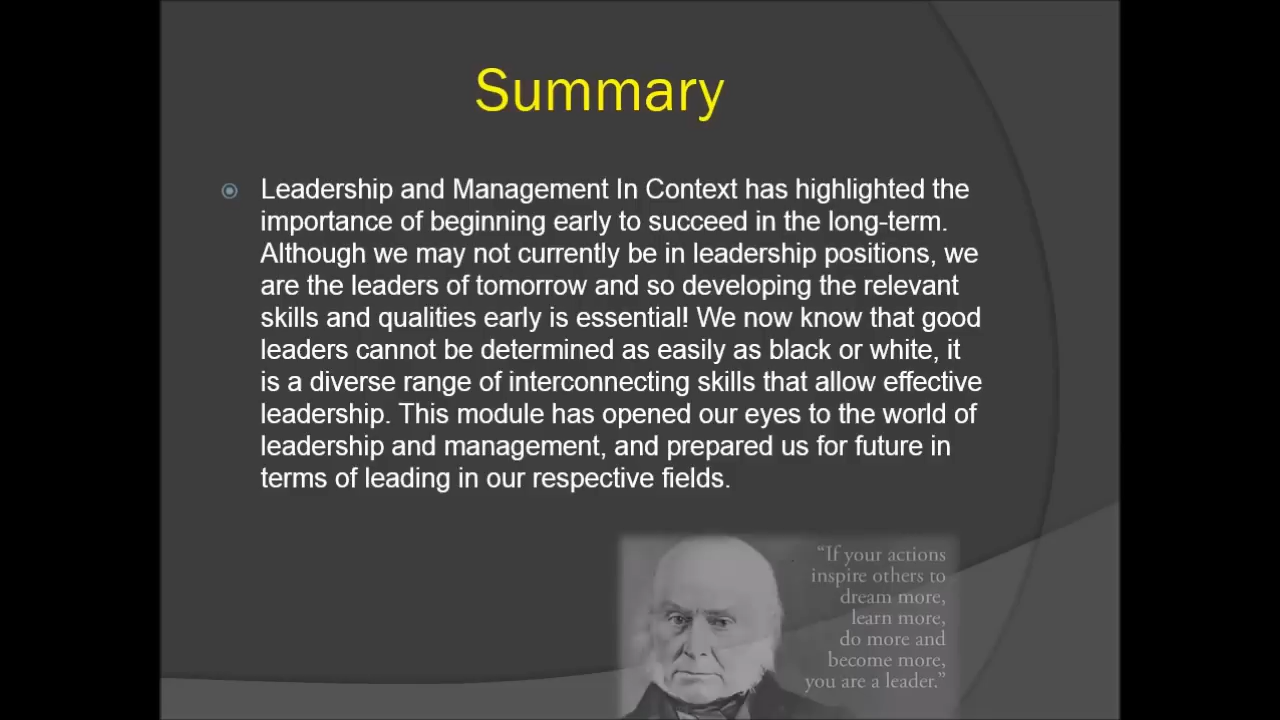 Summary
Leadership and Management In Context has highlighted the
importance of beginning early to succeed in the long-term.
Although we may not currently be in leadership positions, we
are the leaders of tomorrow and so developing the relevant
skills and qualities early is essential! We now know that good
leaders cannot be determined as easily as black or white, it
is a diverse range of interconnecting skills that allow effective
leadership. This module has opened our eyes to the world of
leadership and management, and prepared us for future in
terms of leading in our respective fields.
“If your actions
inspire others to
dream more,
learn more,
do more and
become more,
you are a leader.”